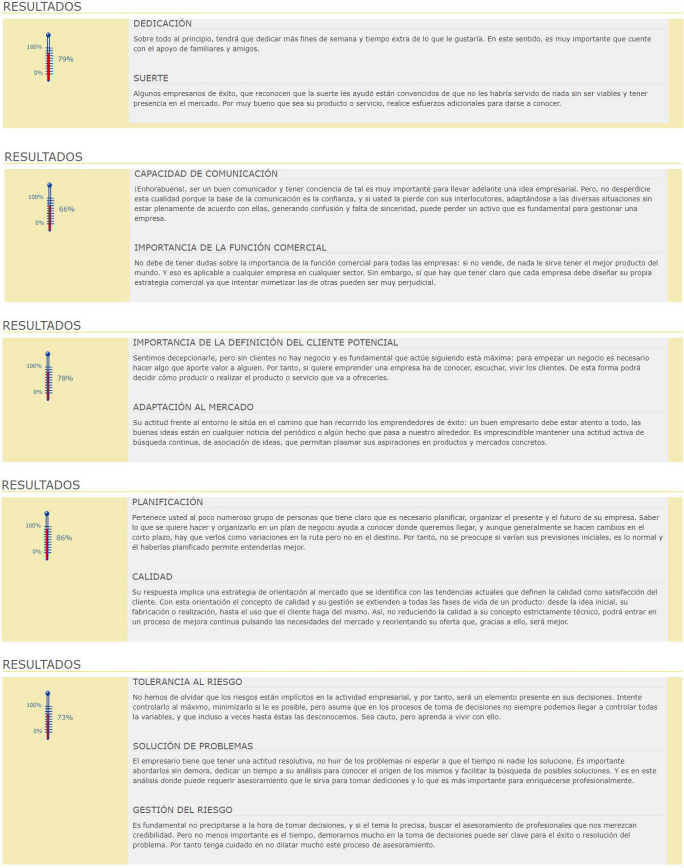 RESULTADOS
DEDICACIÓN
100%
79%
0%
Sobre todo al principio, tendrá que dedicar más fines de semana y tiempo extra de lo que le gustaría. En este sentido, es muy importante que cuente
con el apoyo de familiares y amigos.
SUERTE
Algunos empresarios de éxito, que reconocen que la suerte les ayudó están convencidos de que no les habría servido de nada sin ser viables y tener
presencia en el mercado. Por muy bueno que sea su producto o servicio, realice esfuerzos adicionales para darse a conocer.
RESULTADOS
CAPACIDAD DE COMUNICACIÓN
100%
66%
0%
¡Enhorabuena!, ser un buen comunicador y tener conciencia de tal es muy importante para llevar adelante una idea empresarial. Pero, no desperdicie
esta cualidad porque la base de la comunicación es la confianza, y si usted la pierde con sus interlocutores, adaptándose a las diversas situaciones sin
estar plenamente de acuerdo con ellas, generando confusión y falta de sinceridad, puede perder un activo que es fundamental para gestionar una
empresa.
IMPORTANCIA DE LA FUNCIÓN COMERCIAL
No debe de tener dudas sobre la importancia de la función comercial para todas las empresas: si no vende, de nada le sirve tener el mejor producto del
mundo. Y eso es aplicable a cualquier empresa en cualquier sector. Sin embargo, sí que hay que tener claro que cada empresa debe diseñar su propia
estrategia comercial ya que intentar mimetizar las de otras pueden ser muy perjudicial.
RESULTADOS
IMPORTANCIA DE LA DEFINICIÓN DEL CLIENTE POTENCIAL
100%
78%
0%
Sentimos decepcionarle, pero sin clientes no hay negocio y es fundamental que actúe siguiendo esta máxima: para empezar un negocio es necesario
hacer algo que aporte valor a alguien. Por tanto, si quiere emprender una empresa ha de conocer, escuchar, vivir los clientes. De esta forma podrá
decidir cómo producir o realizar el producto o servicio que va a ofrecerles.
ADAPTACIÓN AL MERCADO
Su actitud frente al entorno le sitúa en el camino que han recorrido los emprendedores de éxito: un buen empresario debe estar atento a todo, las
buenas ideas están en cualquier noticia del periódico o algún hecho que pasa a nuestro alrededor. Es imprescindible mantener una actitud activa de
búsqueda continua, de asociación de ideas, que permitan plasmar sus aspiraciones en productos y mercados concretos.
RESULTADOS
PLANIFICACIÓN
100%
86%
0%
Pertenece usted al poco numeroso grupo de personas que tiene claro que es necesario planificar, organizar el presente y el futuro de su empresa. Saber
lo que se quiere hacer y organizarlo en un plan de negocio ayuda a conocer donde queremos llegar, y aunque generalmente se hacen cambios en el
corto plazo, hay que verlos como variaciones en la ruta pero no en el destino. Por tanto, no se preocupe si varían sus previsiones iniciales, es lo normal y
él haberlas planificado permite entenderlas mejor.
CALIDAD
Su respuesta implica una estrategia de orientación al mercado que se identifica con las tendencias actuales que definen la calidad como satisfacción del
cliente. Con esta orientación el concepto de calidad y su gestión se extienden a todas las fases de vida de un producto: desde la idea inicial, su
fabricación o realización, hasta el uso que el cliente haga del mismo. Así, no reduciendo la calidad a su concepto estrictamente técnico, podrá entrar en
un proceso de mejora continua pulsando las necesidades del mercado y reorientando su oferta que, gracias a ello, será mejor.
RESULTADOS
TOLERANCIA AL RIESGO
100%
73%
0%
No hemos de olvidar que los riesgos están implícitos en la actividad empresarial, y por tanto, será un elemento presente en sus decisiones. Intente
controlarlo al máximo, minimizarlo si le es posible, pero asuma que en los procesos de toma de decisiones no siempre podemos llegar a controlar todas
la variables, y que incluso a veces hasta éstas las desconocemos. Sea cauto, pero aprenda a vivir con ello.
SOLUCIÓN DE PROBLEMAS
El empresario tiene que tener una actitud resolutiva, no huir de los problemas ni esperar a que el tiempo ni nadie los solucione. Es importante
abordarlos sin demora, dedicar un tiempo a su análisis para conocer el origen de los mismos y facilitar la búsqueda de posibles soluciones. Y es en este
análisis donde puede requerir asesoramiento que le sirva para tomar dediciones y lo que es más importante para enriquecerse profesionalmente.
GESTIÓN DEL RIESGO
Es fundamental no precipitarse a la hora de tomar decisiones, y si el tema lo precisa, buscar el asesoramiento de profesionales que nos merezcan
credibilidad. Pero no menos importante es el tiempo, demorarnos mucho en la toma de decisiones puede ser clave para el éxito o resolución del
problema. Por tanto tenga cuidado en no dilatar mucho este proceso de asesoramiento.